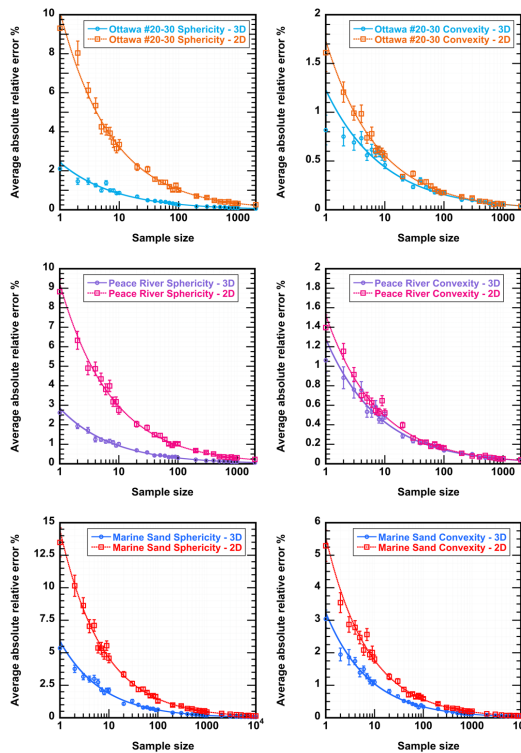 Ottawa #20-30 Sphericity - 3D
Ottawa #20-30 Sphericity - 2D
Average absolute relative error %
10
9
8
7
6
5
4
3
2
1
0
1 10 100 1000
Sample size
Ottawa #20-30 Convexity - 3D
Ottawa #20-30 Convexity - 2D
Average absolute relative error %
2
1.5
1
0.5
0
1 10 100 1000
Sample size
Peace River Sphericity - 3D
Peace River Sphericity - 2D
Average absolute relative error %
10
9
8
7
6
5
4
3
2
1
0
1 10 100 1000
Sample size
Peace River Convexity - 3D
Peace River Convexity - 2D
Average absolute relative error %
2
1.8
1.6
1.4
1.2
1
0.8
0.6
0.4
0.2
0
1 10 100 1000
Sample size
Marine Sand Sphericity - 3D
Marine Sand Sphericity - 2D
Average absolute relative error %
15
12.5
10
7.5
5
2.5
0
1 10 100 1000 10⁴
Sample size
Marine Sand Convexity - 3D
Marine Sand Convexity - 2D
Average absolute relative error %
6
5
4
3
2
1
0
1 10 100 1000
Sample size